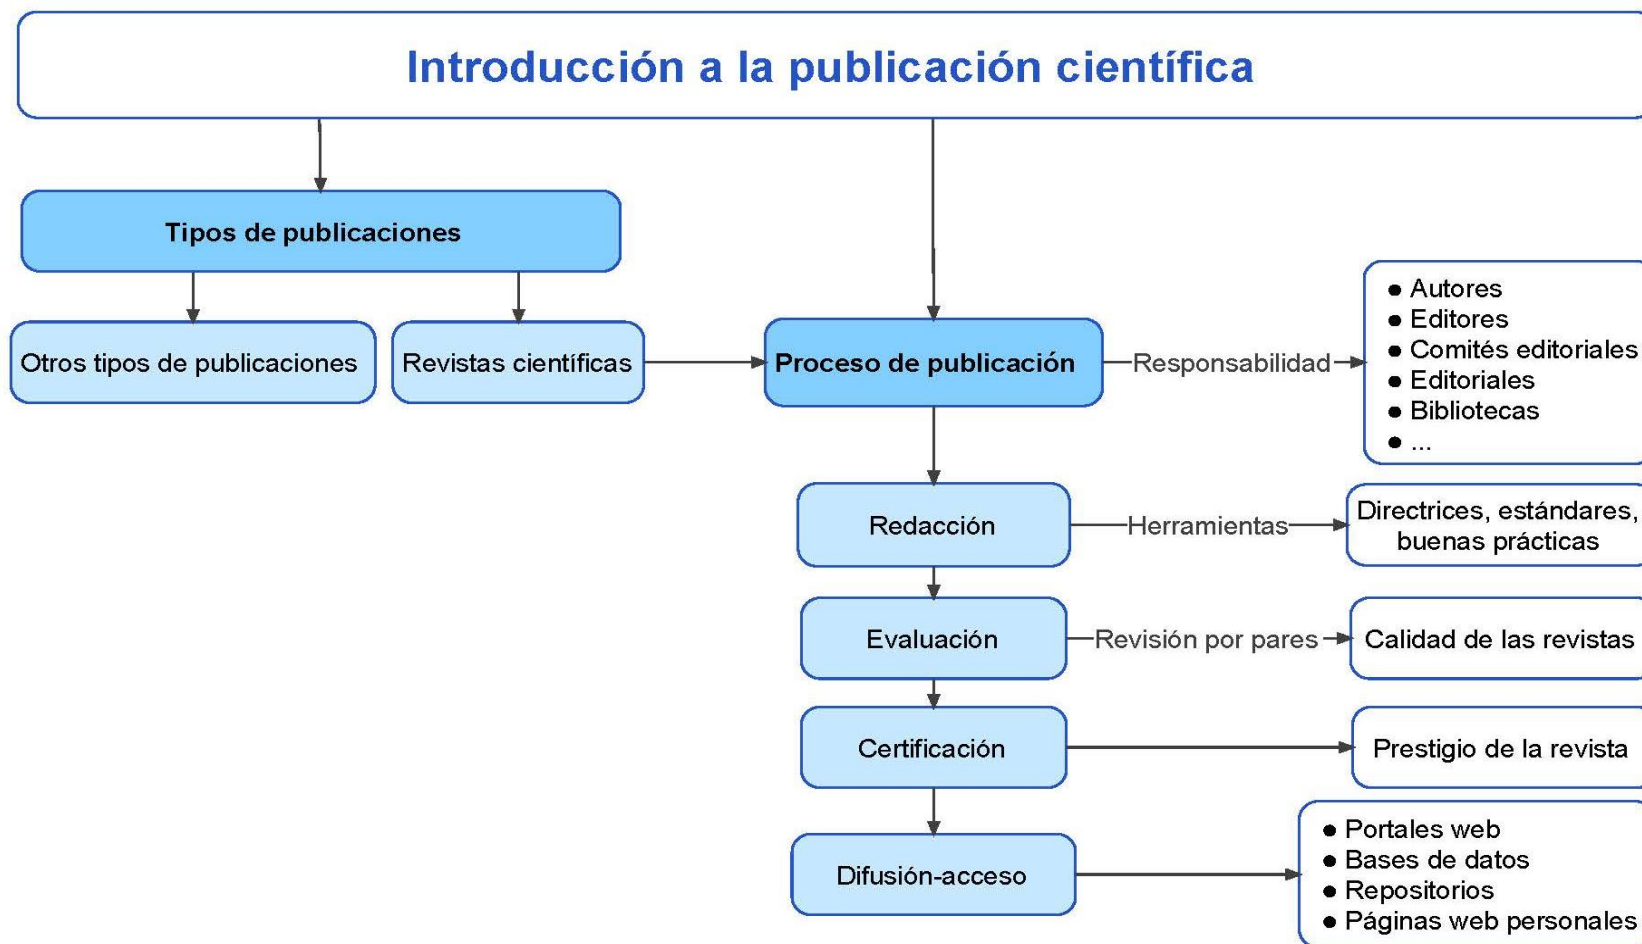 Introducción a la publicación científica
Tipos de publicaciones
Otros tipos de publicaciones
Revistas científicas
Proceso de publicación
Responsabilidad
● Autores
● Editores
● Comités editoriales
● Editoriales
● Bibliotecas
● ...
Redacción
Herramientas
Directrices, estándares,
buenas prácticas
Evaluación
Revisión por pares
Calidad de las revistas
Certificación
Prestigio de la revista
Difusión-acceso
● Portales web
● Bases de datos
● Repositorios
● Páginas web personales